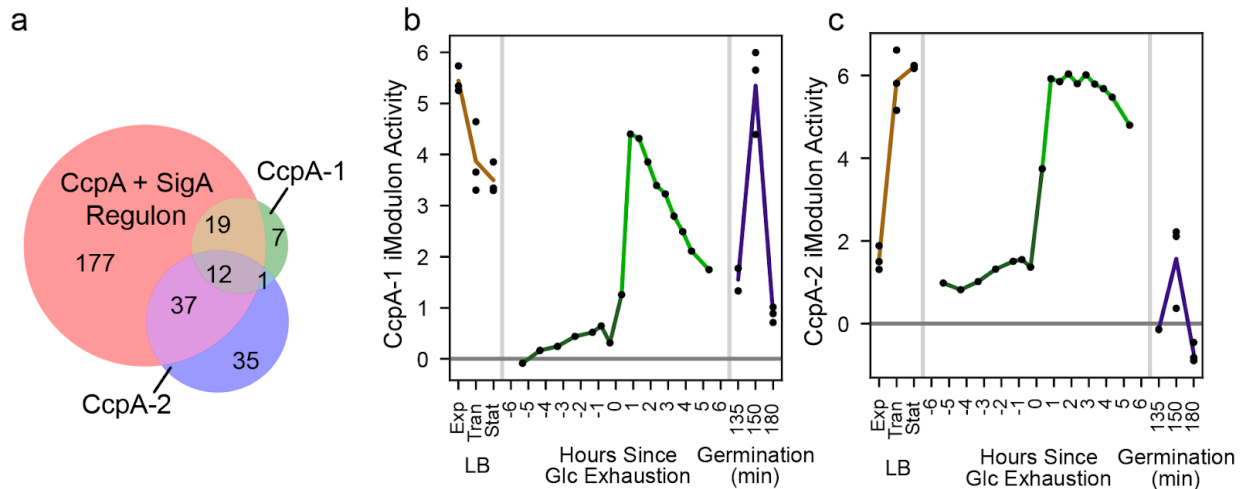 a
CcpA + SigA
Regulon
CcpA-1
19
7
177
12
1
37
35
CcpA-2
b
CcpA-1 iModulon Activity
6
5
4
3
2
1
0
Exp
Tran
Stat
-6
-5
-4
-3
-2
-1
0
1
2
3
4
5
6
135
150
180
LB
Hours Since
Glc Exhaustion
Germination
(min)
c
CcpA-2 iModulon Activity
6
4
2
0
Exp
Tran
Stat
-6
-5
-4
-3
-2
-1
0
1
2
3
4
5
6
135
150
180
LB
Hours Since
Glc Exhaustion
Germination
(min)